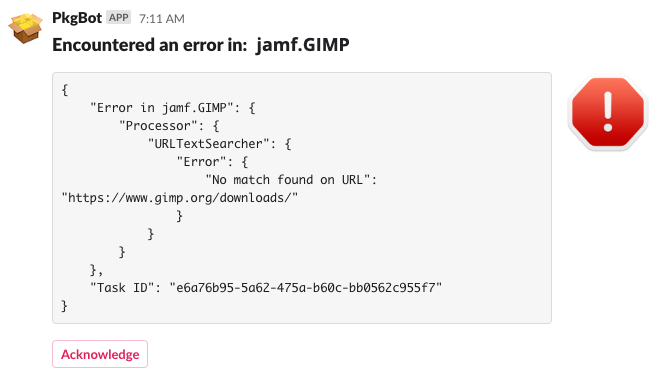 PkgBot APP 7:11 AM
Encountered an error in: jamf.GIMP
{
"Error in jamf.GIMP": {
"Processor": {
"URLTextSearcher": {
"Error": {
"No match found on URL":
"https://www.gimp.org/downloads/"
}
}
}
},
"Task ID": "e6a76b95-5a62-475a-b60c-bb0562c955f7"
}
Acknowledge